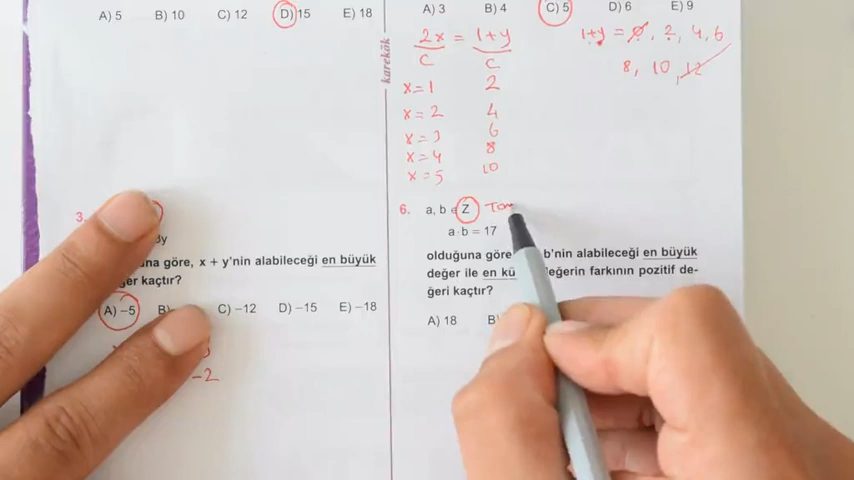 A) 5 B) 10 C) 12 D) 15 E) 18
3.
3y
una göre, x + y'nin alabileceği en büyük
ğer kaçtır?
A) –5 B) C) –12 D) –15 E) –18
–2
karekök
A) 3 B) 4 C) 5 D) 6 E) 9
2x/c = 1+y/c
1+y = 0, 2, 4, 6
8, 10, 12
x=1 2
x=2 4
x=3 6
x=4 8
x=5 10
6. a, b ∈ Z Tam
a·b = 17
olduğuna göre b'nin alabileceği en büyük
değer ile en kü değerin farkının pozitif de-
ğeri kaçtır?
A) 18 B)